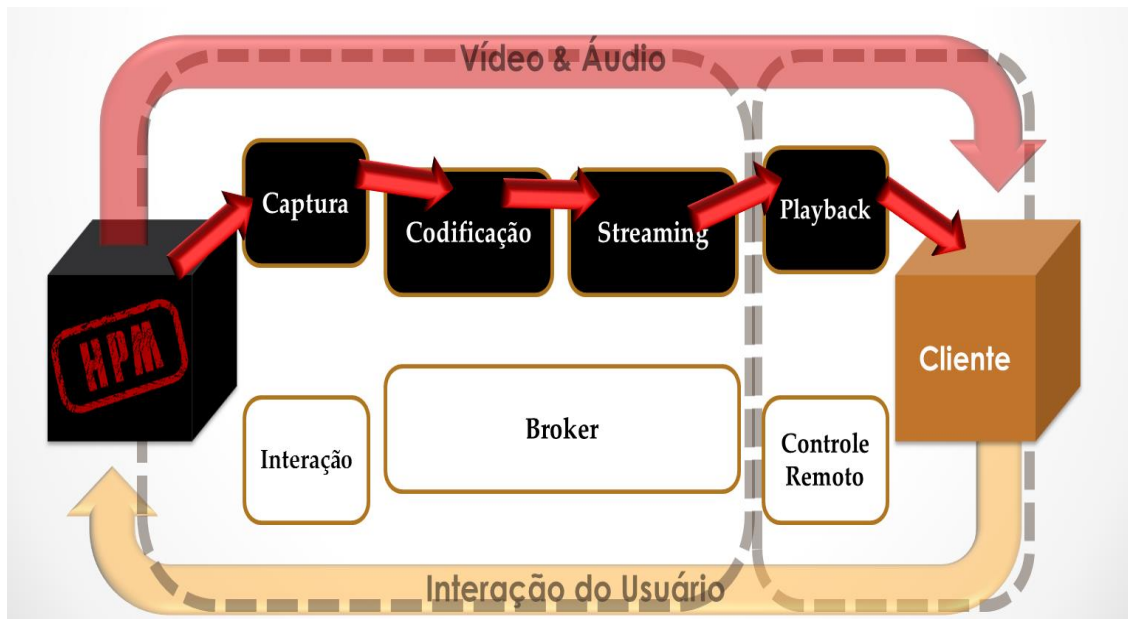 Vídeo & Áudio
Captura
Codificação
Streaming
Playback
HPM
Cliente
Interação
Broker
Controle
Remoto
Interação do Usuário